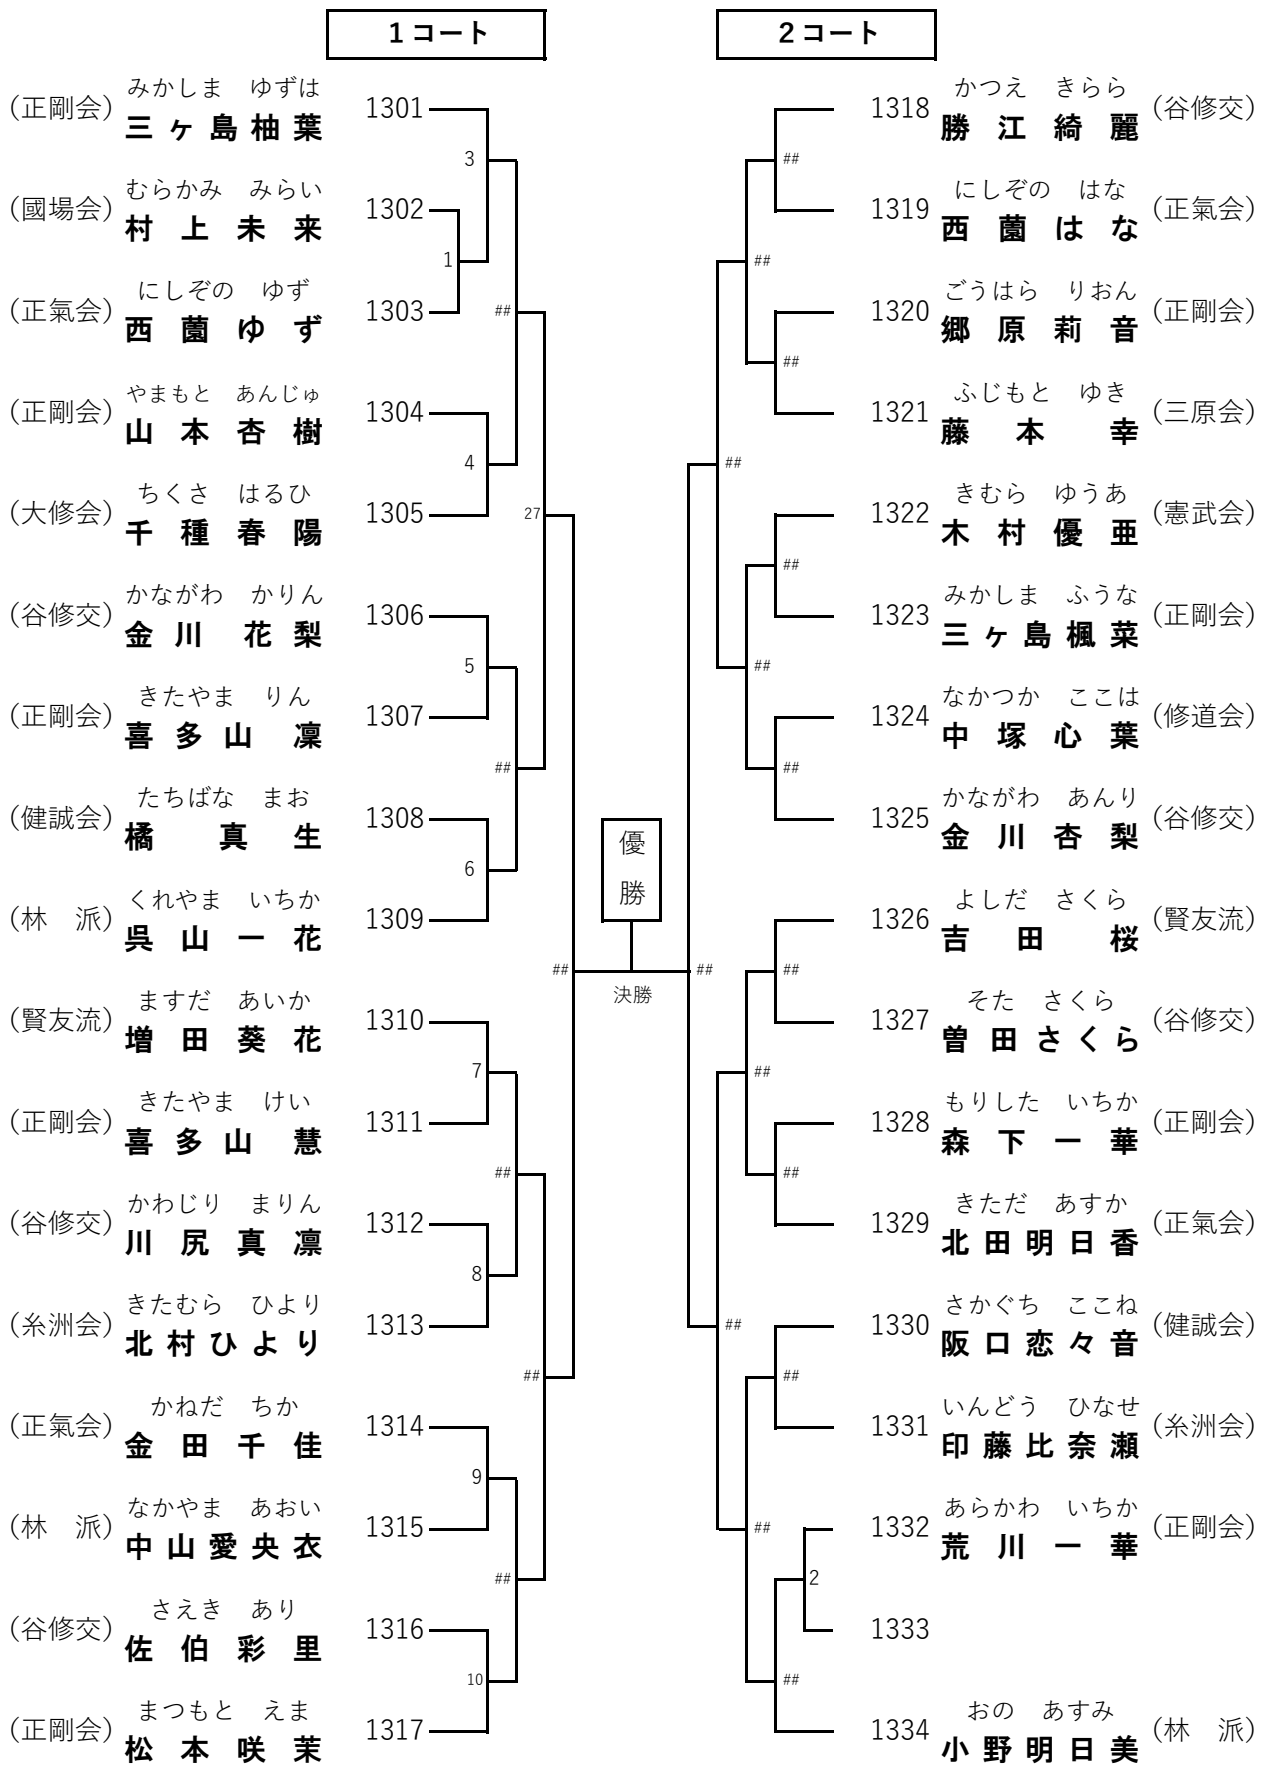 1コート
(正剛会) みかしま　ゆずは 1301
三ヶ島柚葉
3
(國場会) むらかみ　みらい 1302
村上未来
1
(正氣会) にしぞの　ゆず 1303
西薗ゆず
##
(正剛会) やまもと　あんじゅ 1304
山本杏樹
4
(大修会) ちくさ　はるひ 1305
千種春陽
27
(谷修交) かながわ　かりん 1306
金川花梨
5
(正剛会) きたやま　りん 1307
喜多山凛
##
(健誠会) たちばな　まお 1308
橘真生
6
(林　派) くれやま　いちか 1309
呉山一花
##
(賢友流) ますだ　あいか 1310
増田葵花
7
(正剛会) きたやま　けい 1311
喜多山慧
##
(谷修交) かわじり　まりん 1312
川尻真凛
8
(糸洲会) きたむら　ひより 1313
北村ひより
##
(正氣会) かねだ　ちか 1314
金田千佳
9
(林　派) なかやま　あおい 1315
中山愛央衣
##
(谷修交) さえき　あり 1316
佐伯彩里
10
(正剛会) まつもと　えま 1317
松本咲茉
優
勝
決勝
2コート
1318 かつえ　きらら (谷修交)
勝江綺麗
##
1319 にしぞの　はな (正氣会)
西薗はな
##
1320 ごうはら　りおん (正剛会)
郷原莉音
##
1321 ふじもと　ゆき (三原会)
藤本幸
##
1322 きむら　ゆうあ (憲武会)
木村優亜
##
1323 みかしま　ふうな (正剛会)
三ヶ島楓菜
##
1324 なかつか　ここは (修道会)
中塚心葉
##
1325 かながわ　あんり (谷修交)
金川杏梨
1326 よしだ　さくら (賢友流)
吉田桜
##
##
1327 そた　さくら (谷修交)
曽田さくら
##
1328 もりした　いちか (正剛会)
森下一華
##
1329 きただ　あすか (正氣会)
北田明日香
1330 さかぐち　ここね (健誠会)
阪口恋々音
##
##
1331 いんどう　ひなせ (糸洲会)
印藤比奈瀬
1332 あらかわ　いちか (正剛会)
荒川一華
##
2
1333
##
1334 おの　あすみ (林　派)
小野明日美